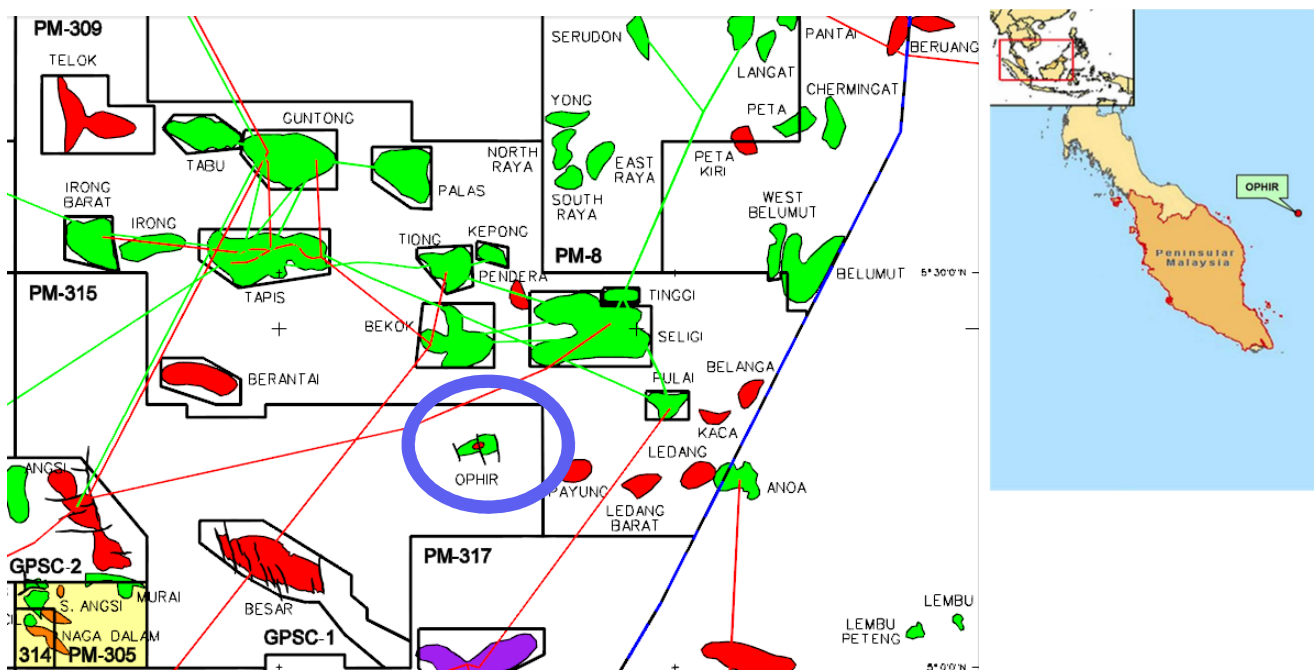 PM-309
TELOK
GUNTONG
TABU
PALAS
IRONG
BARAT
IRONG
TAPIS
PM-315
BERANTAI
TIONG
KEPONG
PENDERA
BEKOK
SERUDON
PANTAI
BERUANG
LANGAT
CHERMINGAT
YONG
PETA
NORTH
RAYA
EAST
RAYA
PETA
KIRI
SOUTH
RAYA
WEST
BELUMUT
PM-8
BELUMUT
5° 30'0"N
TINGGI
SELIGI
PULAI
BELANGA
KACA
OPHIR
LEDANG
PAYUNG
LEDANG
BARAT
ANOA
ANGSI
GPSC-2
S. ANGSI
MURAI
NAGA DALAM
314
PM-305
BESAR
GPSC-1
PM-317
LEMBU
LEMBU
PETENG
5° 0'0"N
OPHIR
Peninsular
Malaysia